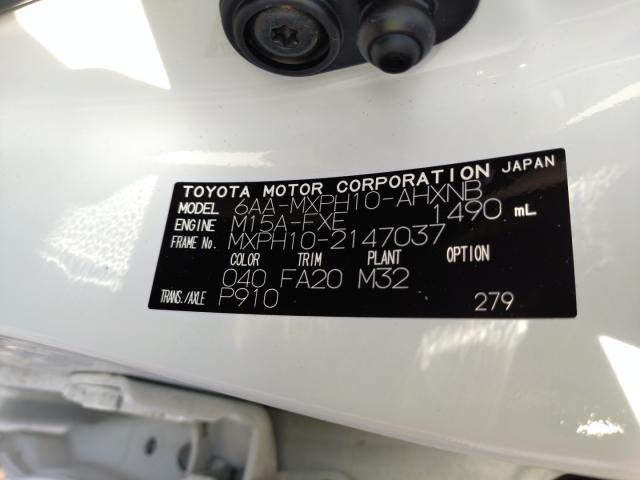 TOYOTA MOTOR CORPORATION JAPAN
MODEL 6AA-MXPH10-AHXNB
ENGINE M15A-FXE 1490 mL
FRAME No. MXPH10-2147037
COLOR TRIM PLANT OPTION
040 FA20 M32
TRANS./AXLE P910 279